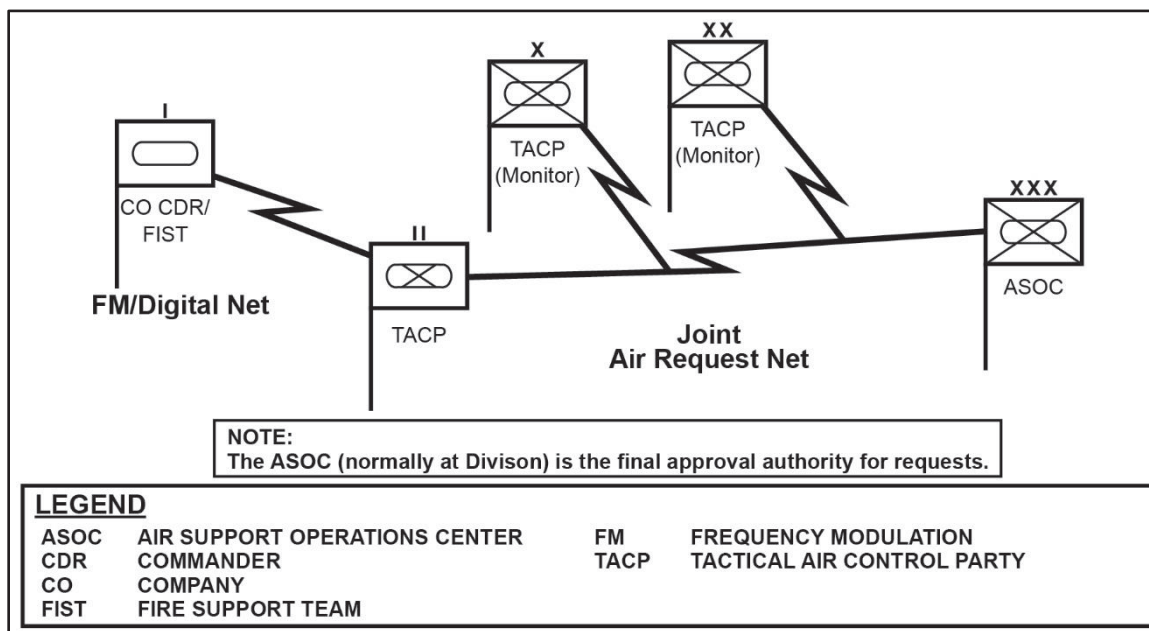 I
CO CDR/
FIST
FM/Digital Net
II
TACP
X
TACP
(Monitor)
XX
TACP
(Monitor)
XXX
ASOC
Joint
Air Request Net
NOTE:
The ASOC (normally at Divison) is the final approval authority for requests.
LEGEND
ASOC AIR SUPPORT OPERATIONS CENTER
CDR COMMANDER
CO COMPANY
FIST FIRE SUPPORT TEAM
FM FREQUENCY MODULATION
TACP TACTICAL AIR CONTROL PARTY